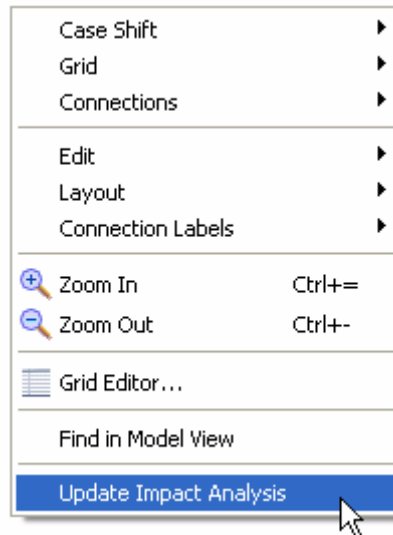 Case Shift
Grid
Connections
Edit
Layout
Connection Labels
Zoom In Ctrl+=
Zoom Out Ctrl+-
Grid Editor...
Find in Model View
Update Impact Analysis